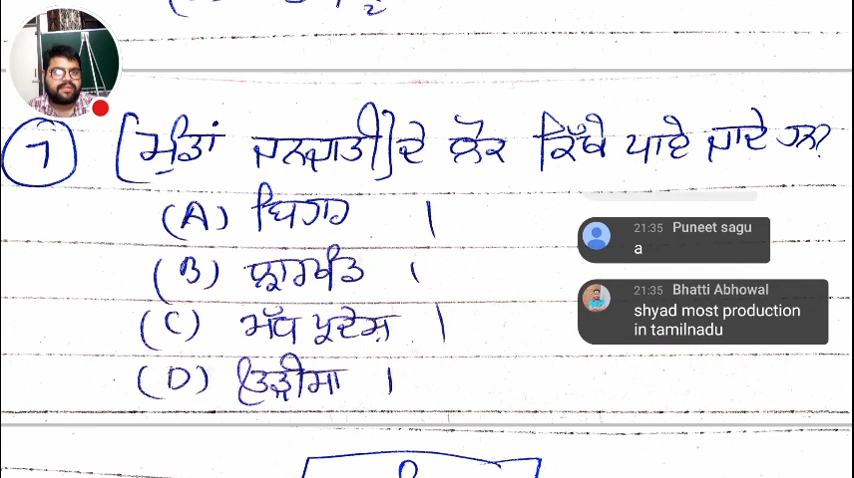 7 [ਮੁੰਡਾਂ ਜਨਜਾਤੀ] ਦੇ ਲੋਕ ਕਿੱਥੇ ਪਾਏ ਜਾਂਦੇ ਹਨ?
(A) ਬਿਹਾਰ ।
(B) ਝਾਰਖੰਡ ।
(C) ਮੱਧ ਪ੍ਰਦੇਸ਼ ।
(D) ਉੜੀਸਾ ।
21:35 Puneet sagu
a
21:35 Bhatti Abhowal
shyad most production
in tamilnadu